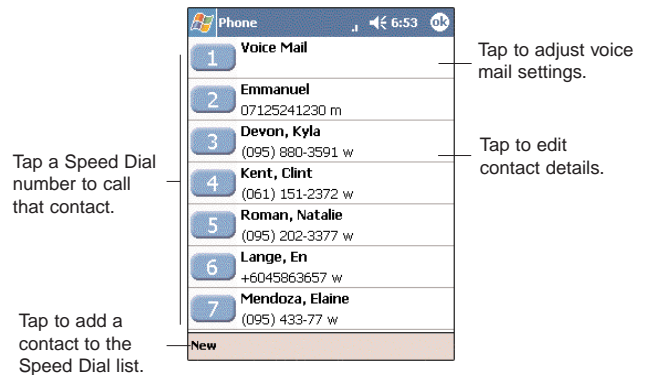 Phone 6:53 ok
1 Voice Mail
2 Emmanuel
07125241230 m
3 Devon, Kyla
(095) 880-3591 w
4 Kent, Clint
(061) 151-2372 w
5 Roman, Natalie
(095) 202-3377 w
6 Lange, En
+6045863657 w
7 Mendoza, Elaine
(095) 433-77 w
New
Tap a Speed Dial
number to call
that contact.
Tap to add a
contact to the
Speed Dial list.
Tap to adjust voice
mail settings.
Tap to edit
contact details.